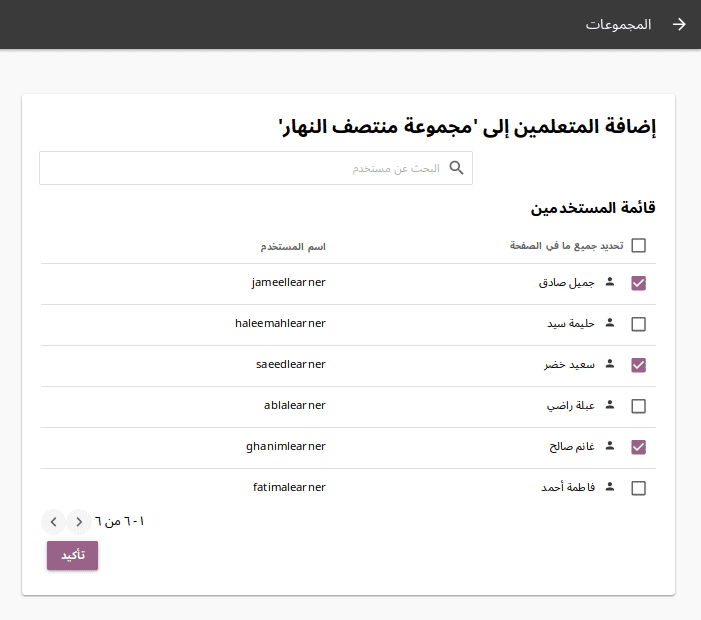 المجموعات
إضافة المتعلمين إلى 'مجموعة منتصف النهار'
البحث عن مستخدم
قائمة المستخدمين
تحديد جميع ما في الصفحة اسم المستخدم
جميل صادق jameellearner
حليمة سيد haleemahlearner
سعيد خضر saeedlearner
عبلة راضي ablalearner
غانم صالح ghanimlearner
فاطمة أحمد fatimalearner
١ - ٦ من ٦
تأكيد